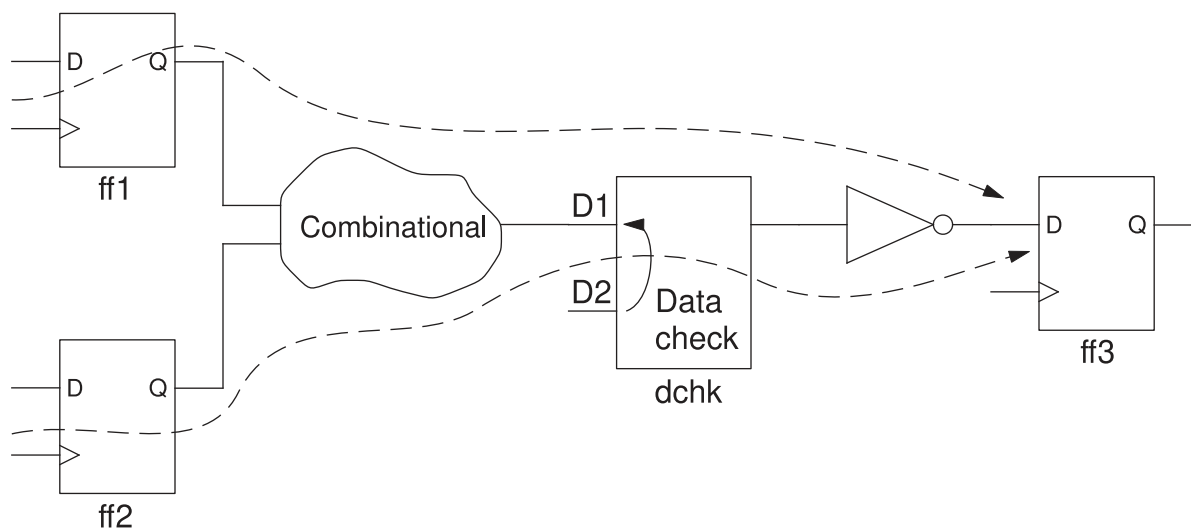 D Q
ff1
Combinational
D1
D2
Data
check
dchk
D Q
ff3
D Q
ff2